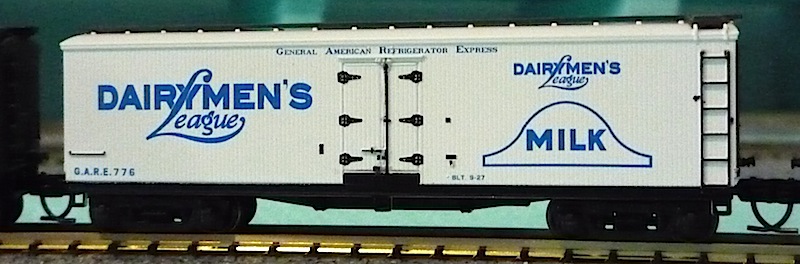 GENERAL AMERICAN REFRIGERATOR EXPRESS
DAIRYMEN'S
League
G.A.R.E. 776
DAIRYMEN'S
League
MILK
BLT. 9-27